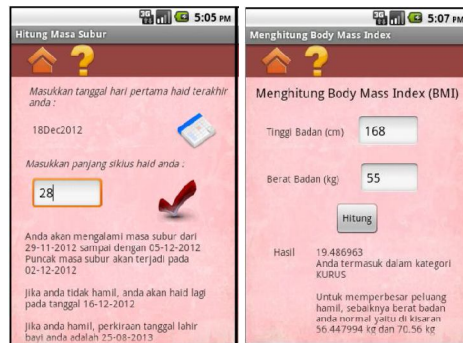 5:05 PM
Hitung Masa Subur
Masukkan tanggal hari pertama haid terakhir
anda :
18Dec2012
Masukkan panjang siklus haid anda :
28
Anda akan mengalami masa subur dari
29-11-2012 sampai dengan 05-12-2012
Puncak masa subur akan terjadi pada
02-12-2012
Jika anda tidak hamil, anda akan haid lagi
pada tanggal 16-12-2012
Jika anda hamil, perkiraan tanggal lahir
bayi anda adalah 25-08-2013
5:07 PM
Menghitung Body Mass Index
Menghitung Body Mass Index (BMI)
Tinggi Badan (cm) 168
Berat Badan (kg) 55
Hitung
Hasil 19.486963
Anda termasuk dalam kategori
KURUS
Untuk memperbesar peluang
hamil, sebaiknya berat badan
anda normal yaitu di kisaran
56.447994 kg dan 70.56 kg